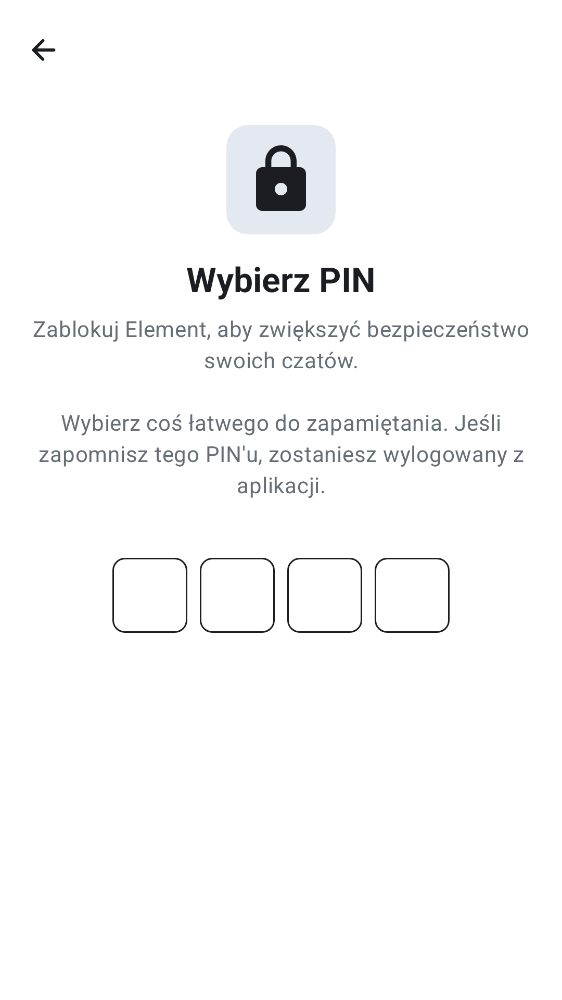 Wybierz PIN
Zablokuj Element, aby zwiększyć bezpieczeństwo
swoich czatów.
Wybierz coś łatwego do zapamiętania. Jeśli
zapomnisz tego PIN'u, zostaniesz wylogowany z
aplikacji.